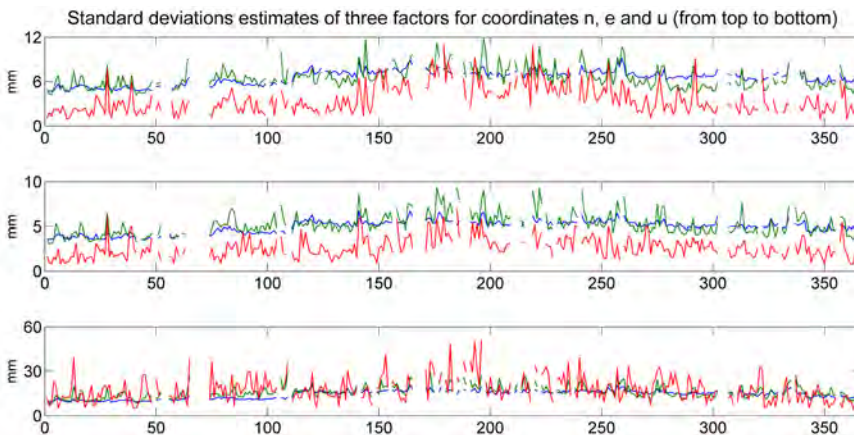 Standard deviations estimates of three factors for coordinates n, e and u (from top to bottom)
12
6
0
mm
0 50 100 150 200 250 300 350
10
5
0
mm
0 50 100 150 200 250 300 350
60
30
0
mm
0 50 100 150 200 250 300 350